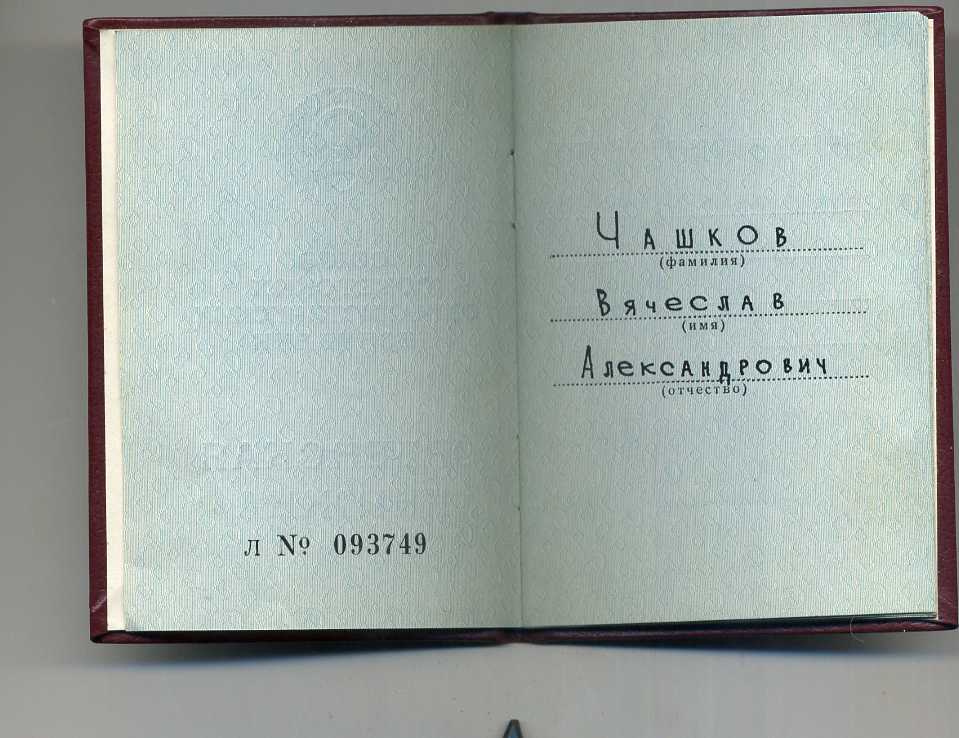 Л № 093749
Чашков
(фамилия)
Вячеслав
(имя)
Александрович
(отчество)